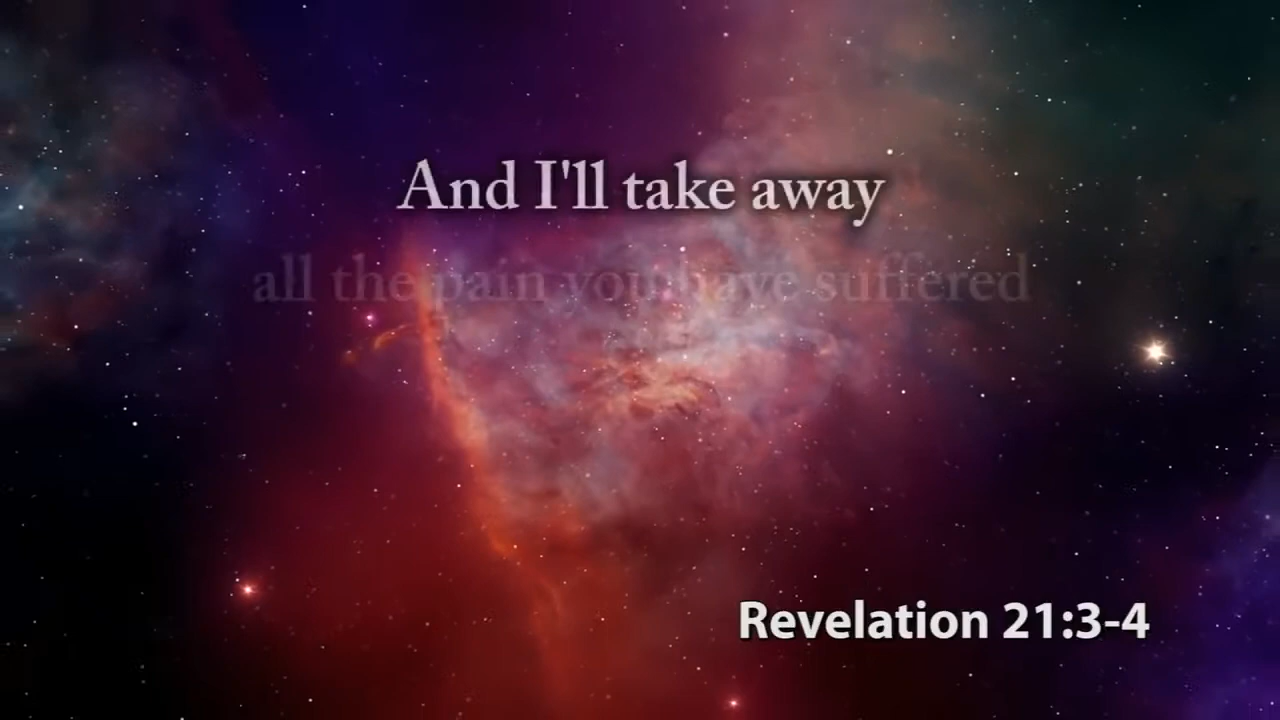 And I'll take away
all the pain you have suffered
Revelation 21:3-4